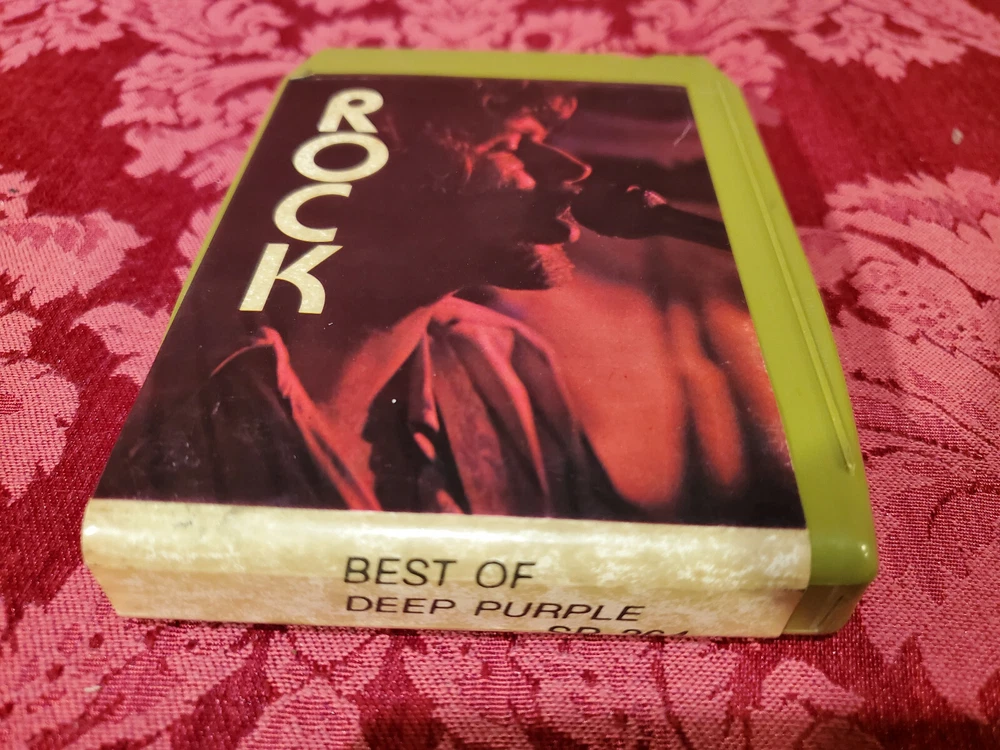 ROCK
BEST OF
DEEP PURPLE